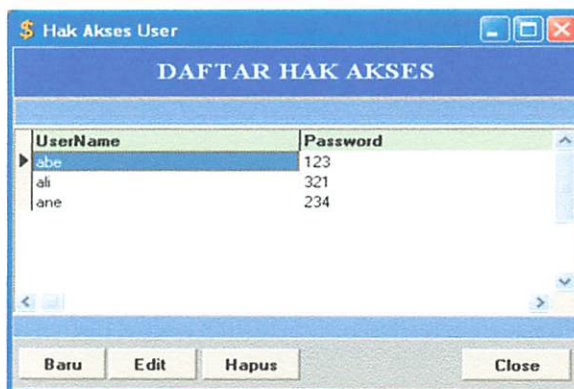 $ Hak Akses User
DAFTAR HAK AKSES
UserName Password
abe 123
ali 321
ane 234
Baru Edit Hapus Close